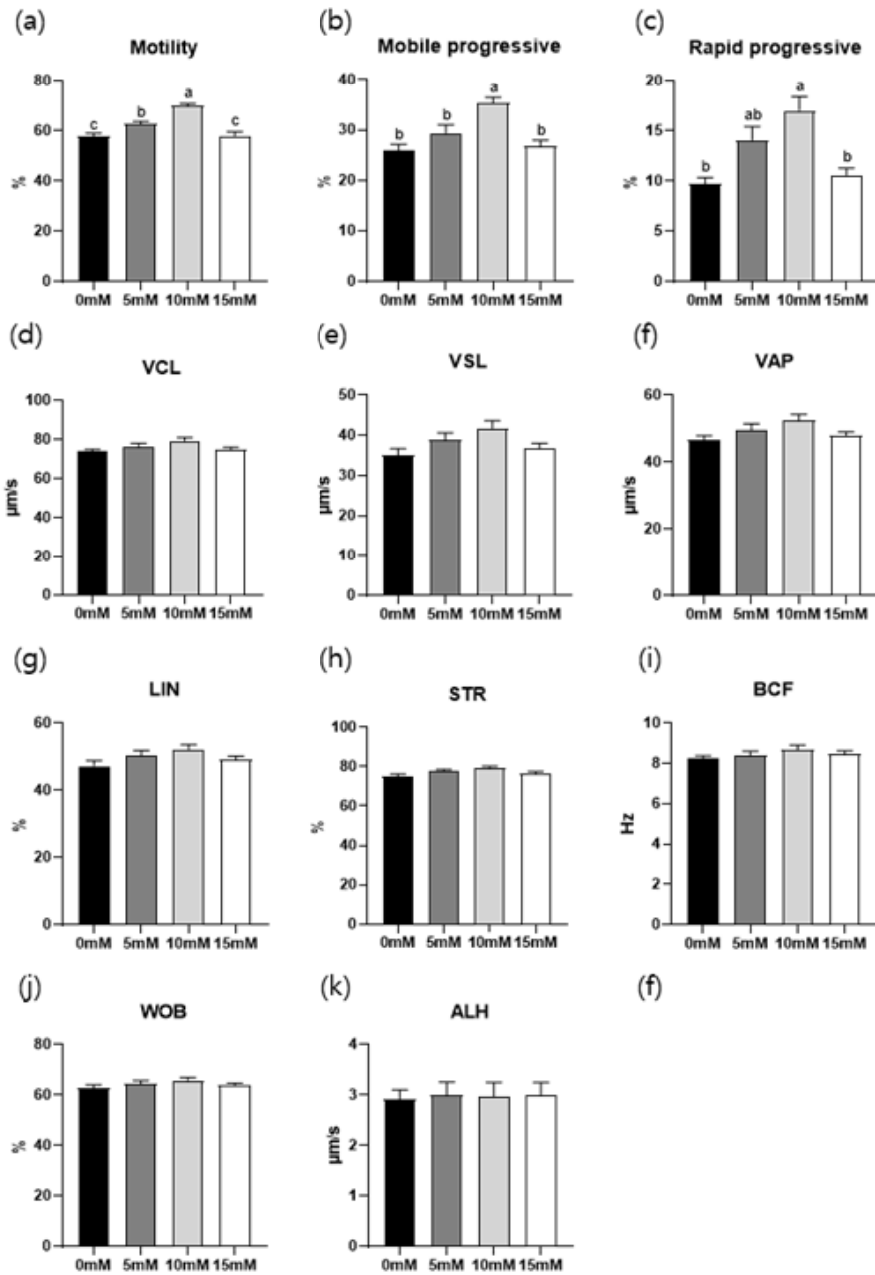 (a)
Motility
80
60
40
20
0
%
c
b
a
c
0mM 5mM 10mM 15mM
(b)
Mobile progressive
40
30
20
10
0
%
b
b
a
b
0mM 5mM 10mM 15mM
(c)
Rapid progressive
20
15
10
5
0
%
b
ab
a
b
0mM 5mM 10mM 15mM
(d)
VCL
100
80
60
40
20
0
µm/s
0mM 5mM 10mM 15mM
(e)
VSL
50
40
30
20
10
0
µm/s
0mM 5mM 10mM 15mM
(f)
VAP
60
40
20
0
µm/s
0mM 5mM 10mM 15mM
(g)
LIN
60
40
20
0
%
0mM 5mM 10mM 15mM
(h)
STR
100
80
60
40
20
0
%
0mM 5mM 10mM 15mM
(i)
BCF
10
8
6
4
2
0
Hz
0mM 5mM 10mM 15mM
(j)
WOB
80
60
40
20
0
%
0mM 5mM 10mM 15mM
(k)
ALH
4
3
2
1
0
µm/s
0mM 5mM 10mM 15mM
(f)